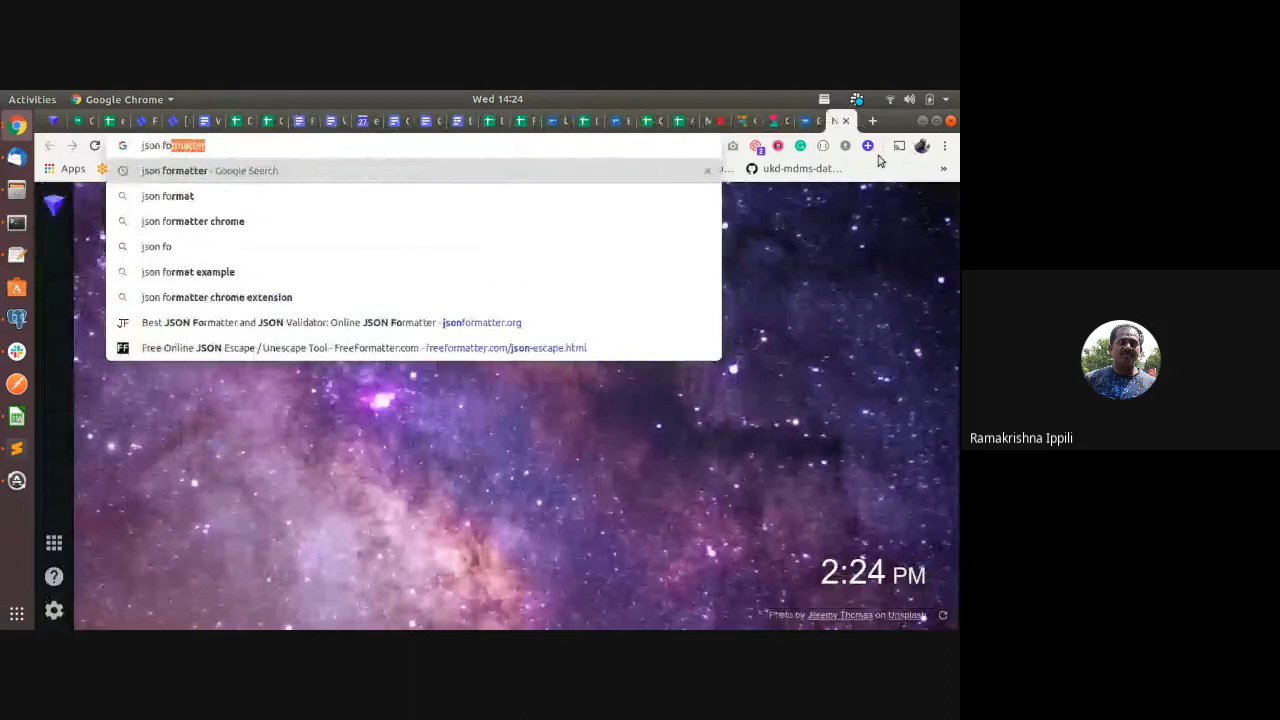 Activities
Google Chrome
Wed 14:24
json formatter
Apps
json formatter - Google Search
ukd-mdms-dat...
json format
json formatter chrome
json fo
json format example
json formatter chrome extension
Best JSON Formatter and JSON Validator: Online JSON Formatter - jsonformatter.org
Free Online JSON Escape / Unescape Tool - FreeFormatter.com - freeformatter.com/json-escape.html
Ramakrishna Ippili
2:24 PM
Photo by Jeremy Thomas on Unsplash